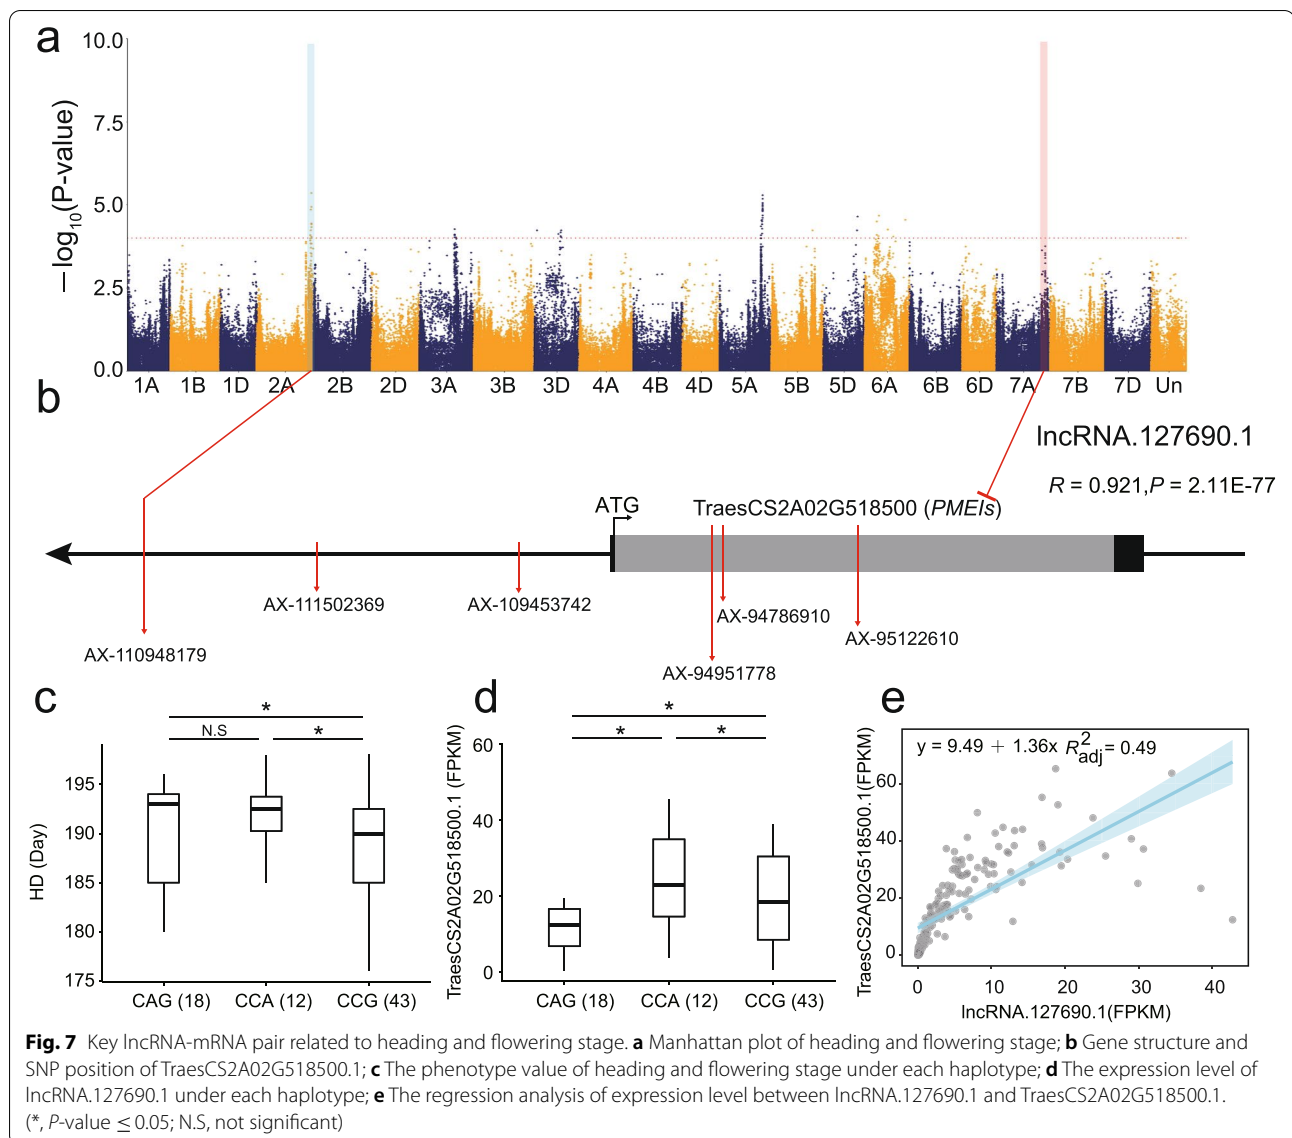 a
10.0
7.5
5.0
2.5
0.0
—log10(P-value)
1A 1B 1D 2A 2B 2D 3A 3B 3D 4A 4B 4D 5A 5B 5D 6A 6B 6D 7A 7B 7D Un
b
lncRNA.127690.1
R = 0.921,P = 2.11E-77
ATG
TraesCS2A02G518500 (PMEIs)
AX-111502369
AX-109453742
AX-94786910
AX-95122610
AX-110948179
AX-94951778
c
*
N.S
*
HD (Day)
195
190
185
180
175
CAG (18) CCA (12) CCG (43)
d
*
*
*
TraesCS2A02G518500.1 (FPKM)
60
40
20
0
CAG (18) CCA (12) CCG (43)
e
y = 9.49 + 1.36x R²adj = 0.49
TraesCS2A02G518500.1(FPKM)
60
40
20
0
0 10 20 30 40
lncRNA.127690.1(FPKM)
Fig. 7 Key lncRNA-mRNA pair related to heading and flowering stage. a Manhattan plot of heading and flowering stage; b Gene structure and
SNP position of TraesCS2A02G518500.1; c The phenotype value of heading and flowering stage under each haplotype; d The expression level of
lncRNA.127690.1 under each haplotype; e The regression analysis of expression level between lncRNA.127690.1 and TraesCS2A02G518500.1.
(*, P-value ≤ 0.05; N.S, not significant)